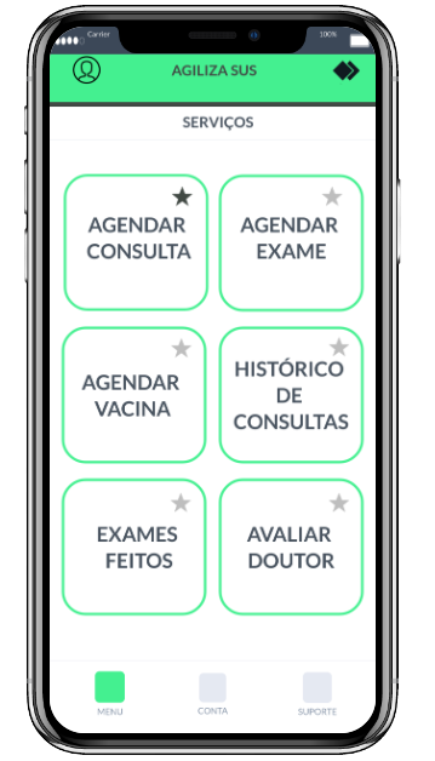 Carrier
100%
AGILIZA SUS
SERVIÇOS
AGENDAR
CONSULTA
AGENDAR
EXAME
AGENDAR
VACINA
HISTÓRICO
DE
CONSULTAS
EXAMES
FEITOS
AVALIAR
DOUTOR
MENU
CONTA
SUPORTE